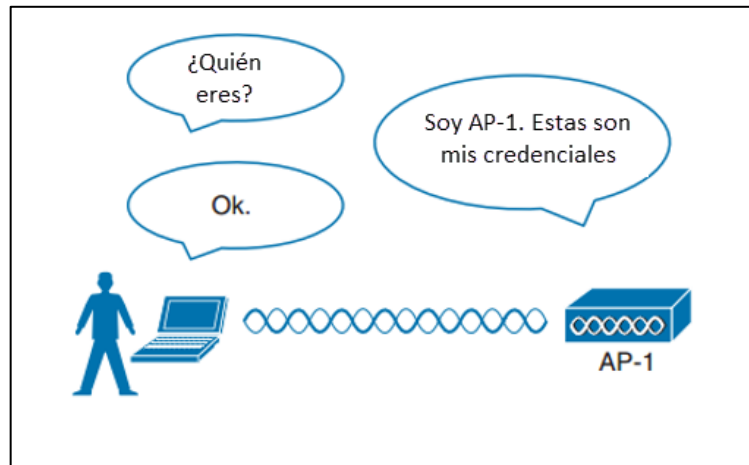 ¿Quién
eres?
Soy AP-1. Estas son
mis credenciales
Ok.
AP-1